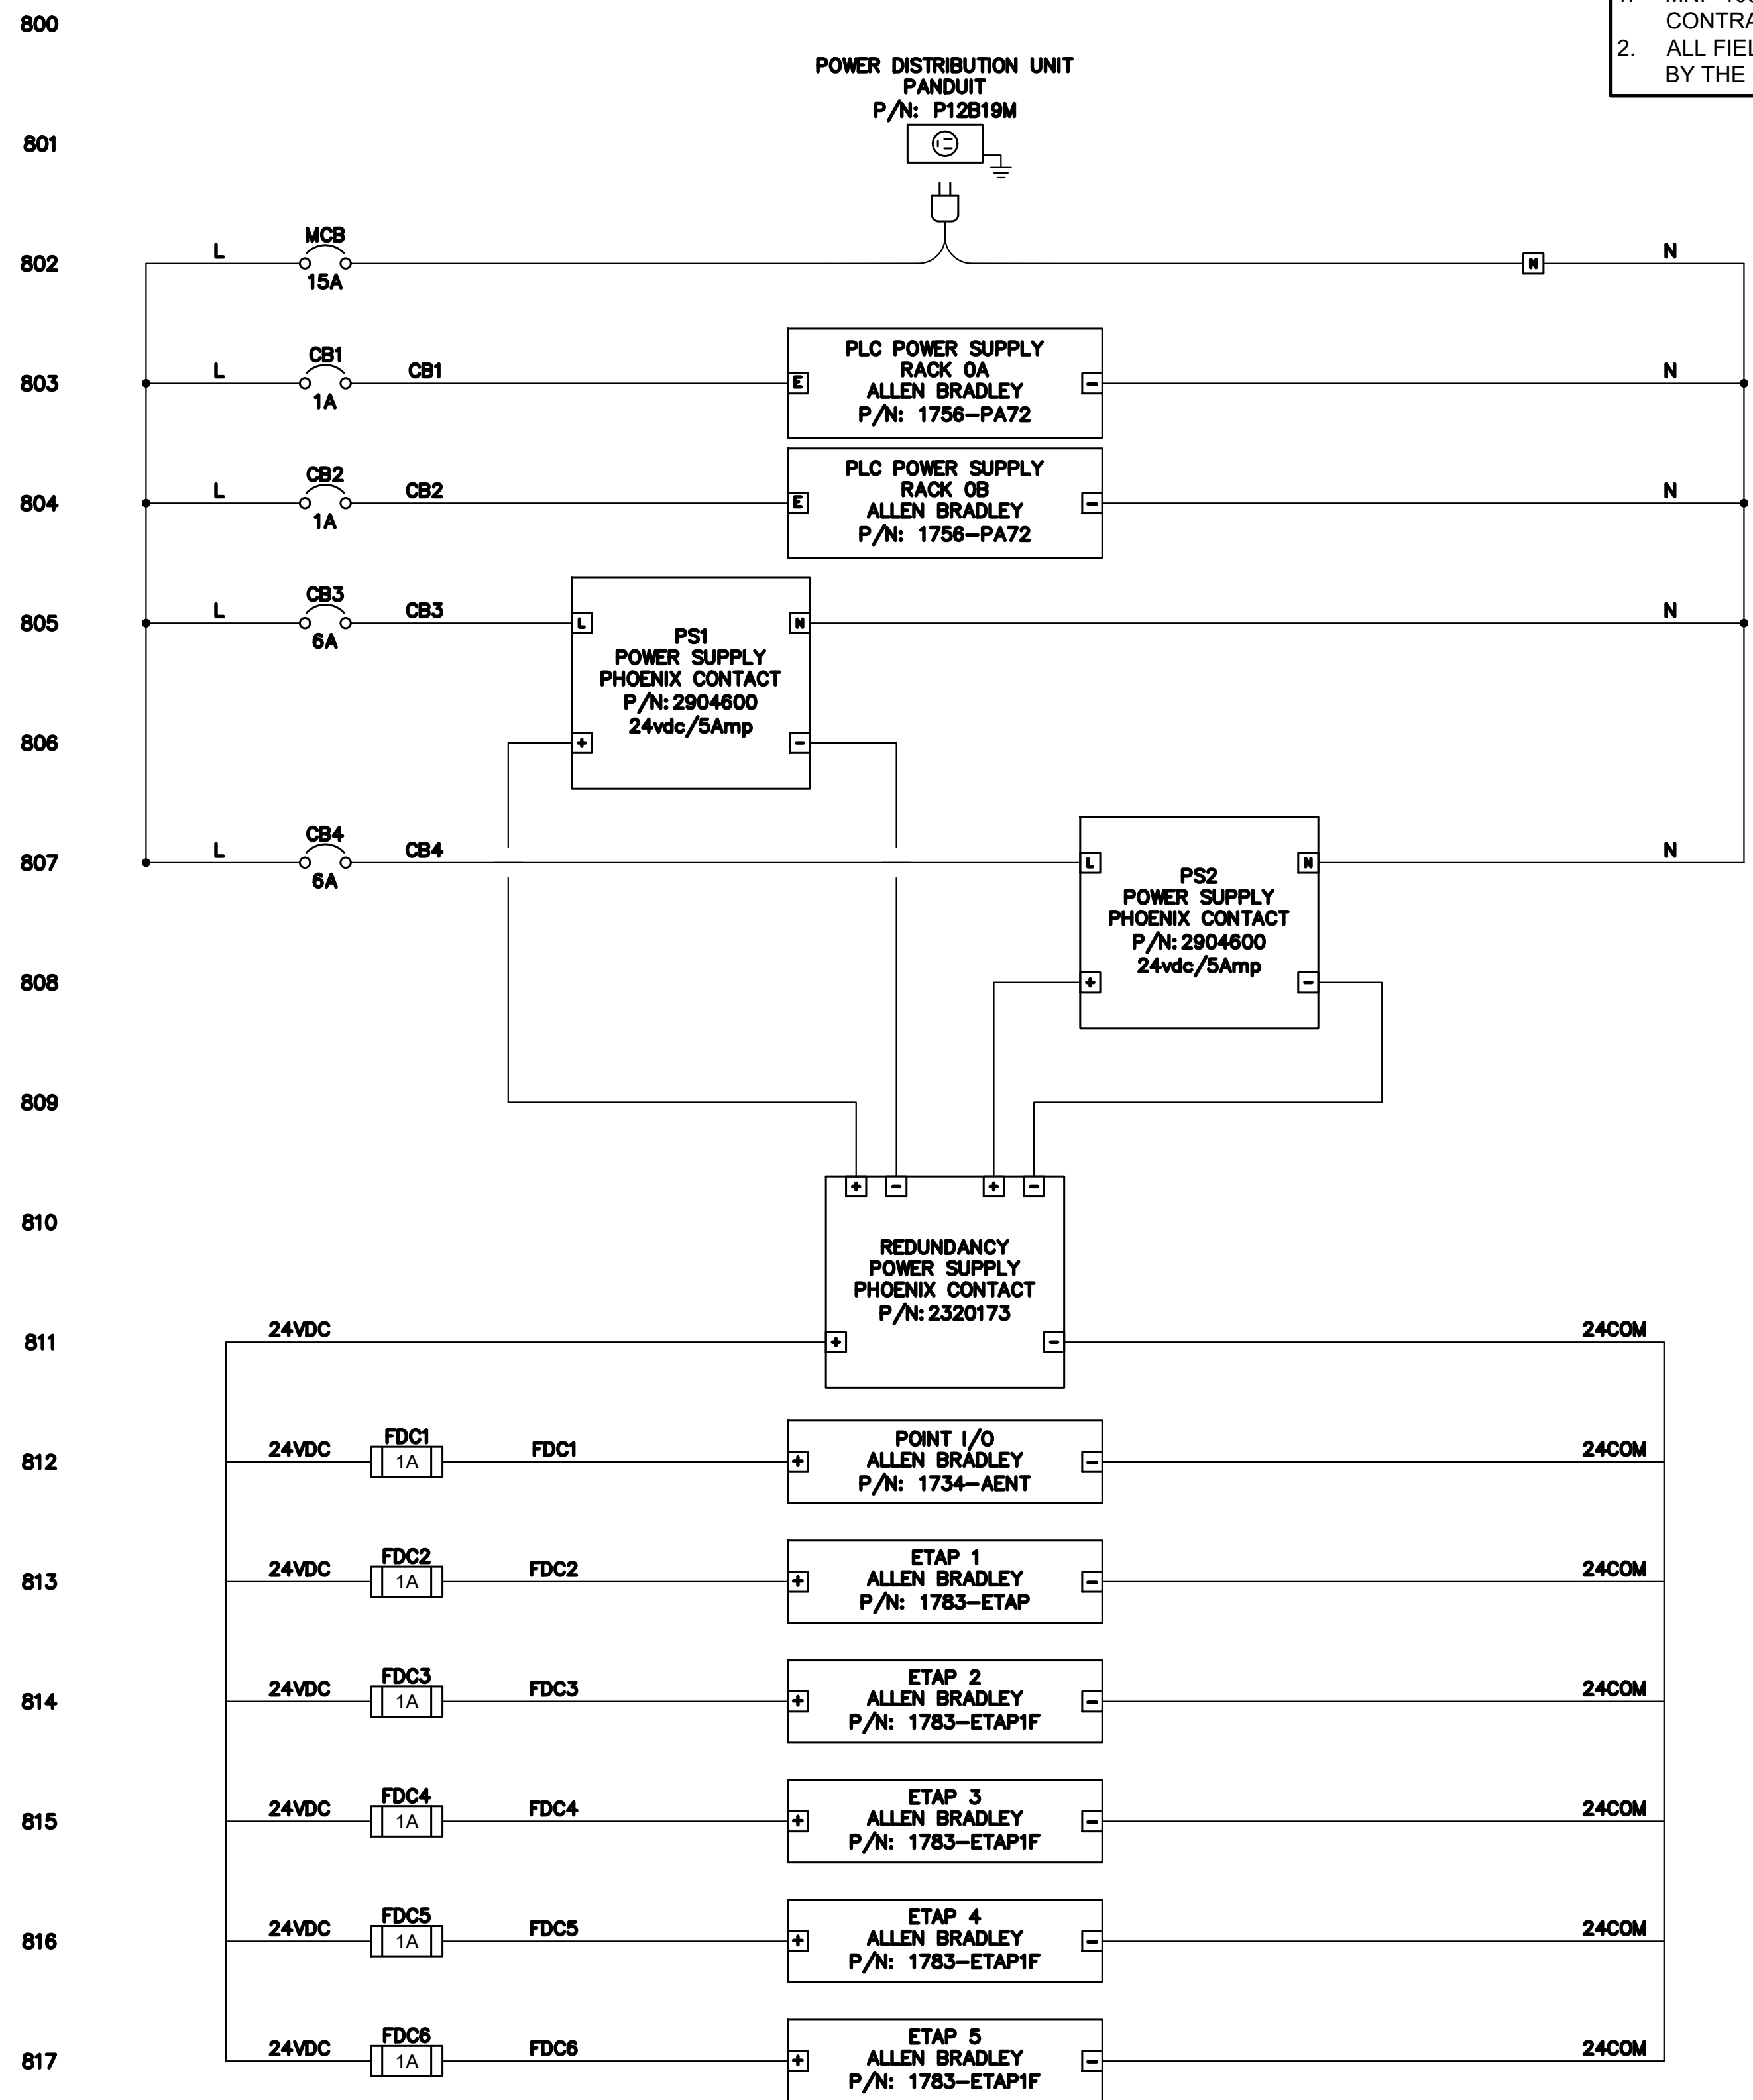 800
CONTRA
2. ALL FIEL
BY THE
POWER DISTRIBUTION UNIT
PANDUIT
P/N: P12B19M
801
802
L
MCB
15A
N
N
803
L
CB1
1A
CB1
E
PLC POWER SUPPLY
RACK 0A
ALLEN BRADLEY
P/N: 1756-PA72
-
N
804
L
CB2
1A
CB2
E
PLC POWER SUPPLY
RACK 0B
ALLEN BRADLEY
P/N: 1756-PA72
-
N
805
L
CB3
6A
CB3
L
N
N
PS1
POWER SUPPLY
PHOENIX CONTACT
P/N: 2904600
24vdc/5Amp
806
+
-
807
L
CB4
6A
CB4
L
N
N
PS2
POWER SUPPLY
PHOENIX CONTACT
P/N: 2904600
24vdc/5Amp
808
+
-
809
+ - + -
810
REDUNDANCY
POWER SUPPLY
PHOENIX CONTACT
P/N: 2320173
811
24VDC
+
-
24COM
812
24VDC
FDC1
1A
FDC1
+
POINT I/O
ALLEN BRADLEY
P/N: 1734-AENT
-
24COM
813
24VDC
FDC2
1A
FDC2
+
ETAP 1
ALLEN BRADLEY
P/N: 1783-ETAP
-
24COM
814
24VDC
FDC3
1A
FDC3
+
ETAP 2
ALLEN BRADLEY
P/N: 1783-ETAP1F
-
24COM
815
24VDC
FDC4
1A
FDC4
+
ETAP 3
ALLEN BRADLEY
P/N: 1783-ETAP1F
-
24COM
816
24VDC
FDC5
1A
FDC5
+
ETAP 4
ALLEN BRADLEY
P/N: 1783-ETAP1F
-
24COM
817
24VDC
FDC6
1A
FDC6
+
ETAP 5
ALLEN BRADLEY
P/N: 1783-ETAP1F
-
24COM